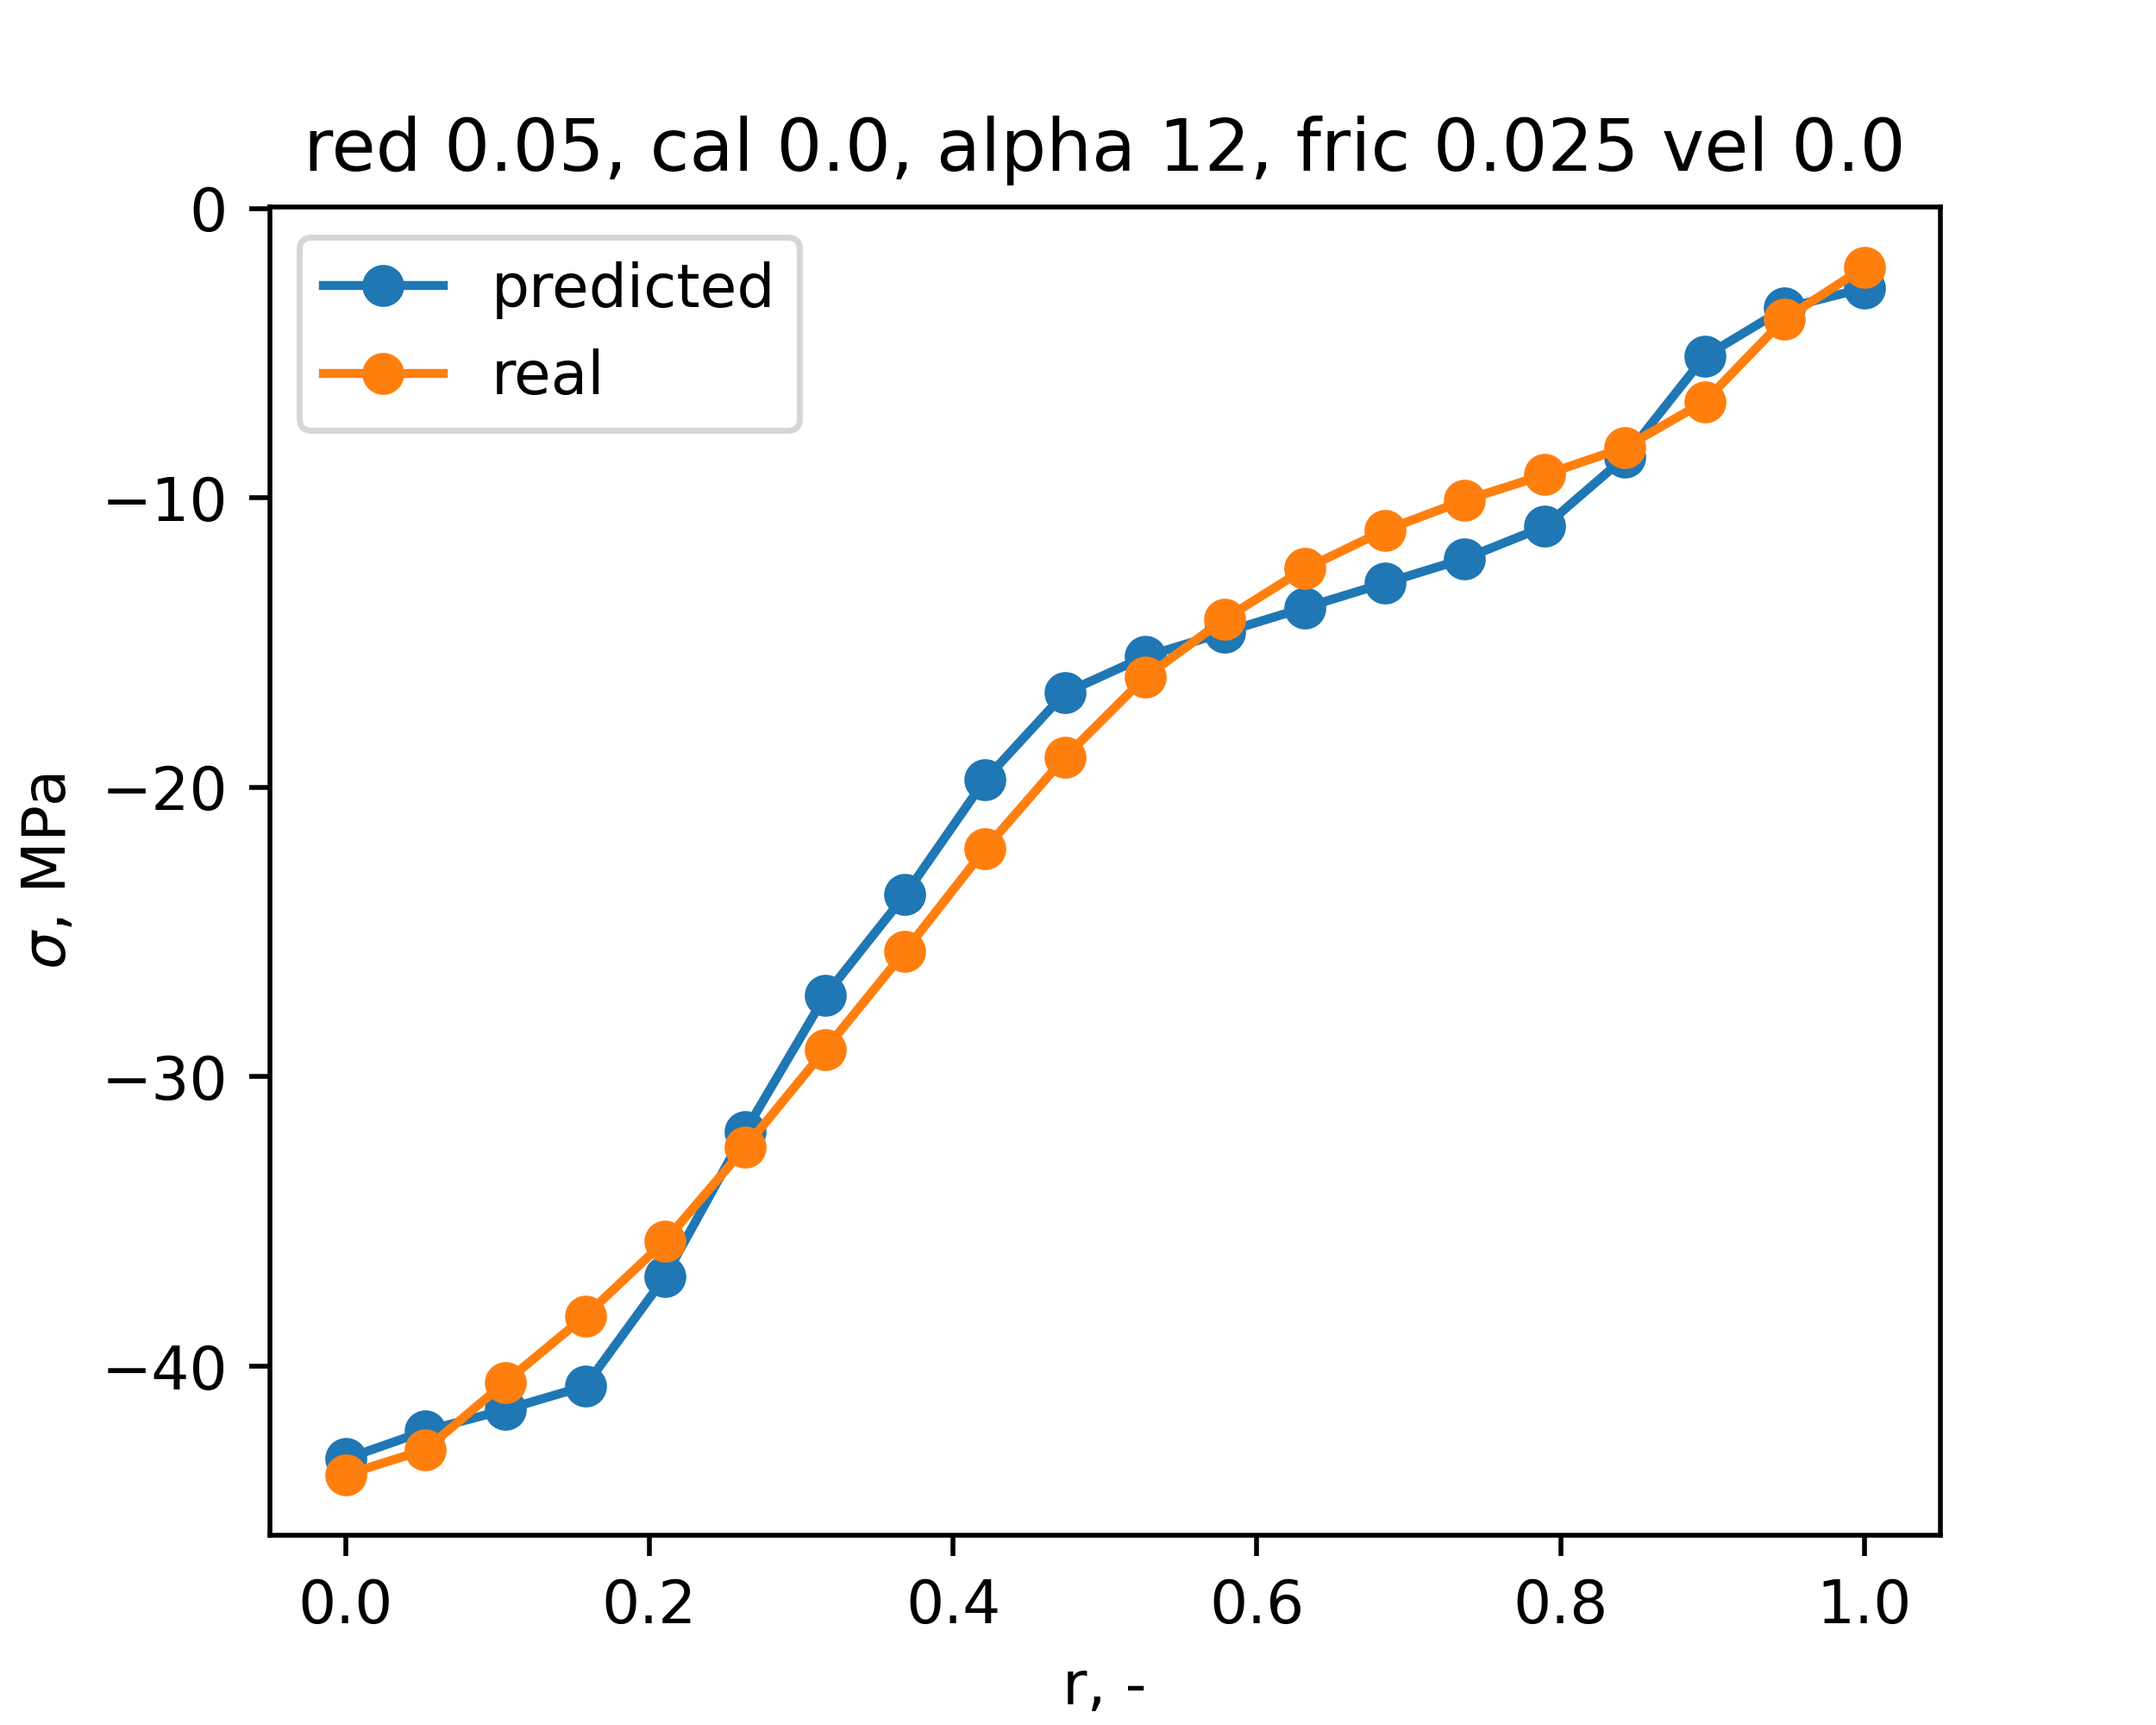 red 0.05, cal 0.0, alpha 12, fric 0.025 vel 0.0
predicted
real
0
−10
−20
−30
−40
σ, MPa
0.0 0.2 0.4 0.6 0.8 1.0
r, -